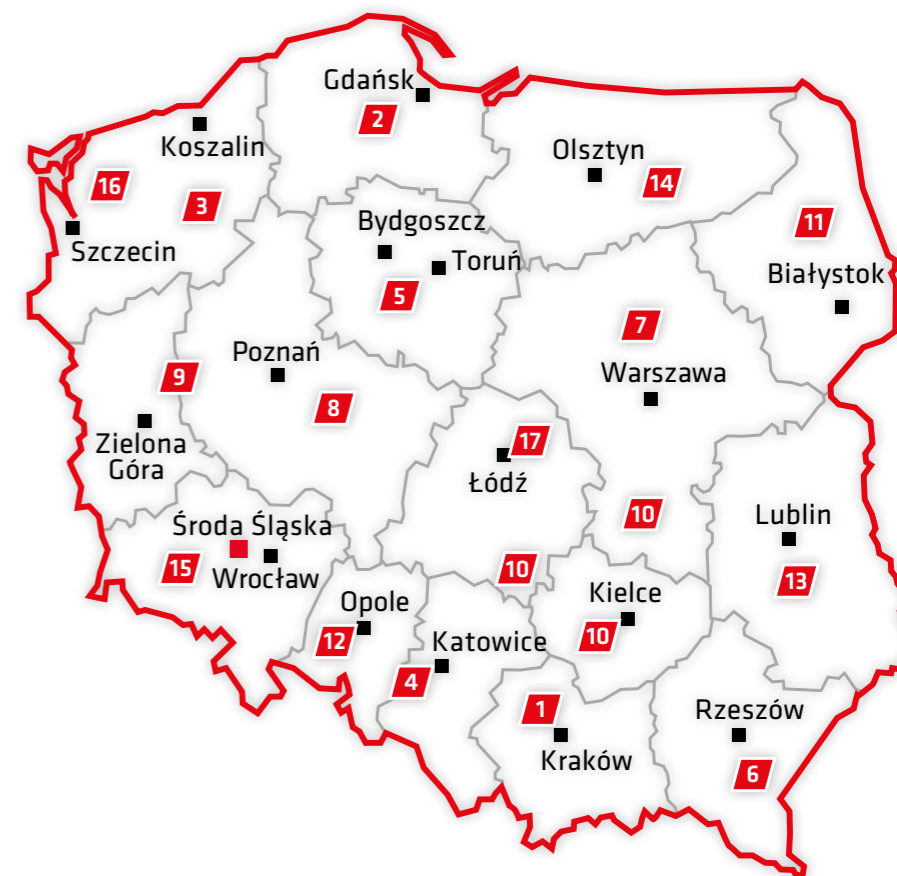 Gdańsk
2
Koszalin
Olsztyn
14
16
3
Bydgoszcz
11
Szczecin
Toruń
Białystok
5
7
Poznań
Warszawa
9
8
Zielona
Góra
17
Łódź
10
Lublin
Środa Śląska
15
Wrocław
10
Kielce
13
Opole
12
10
Katowice
4
1
Rzeszów
Kraków
6